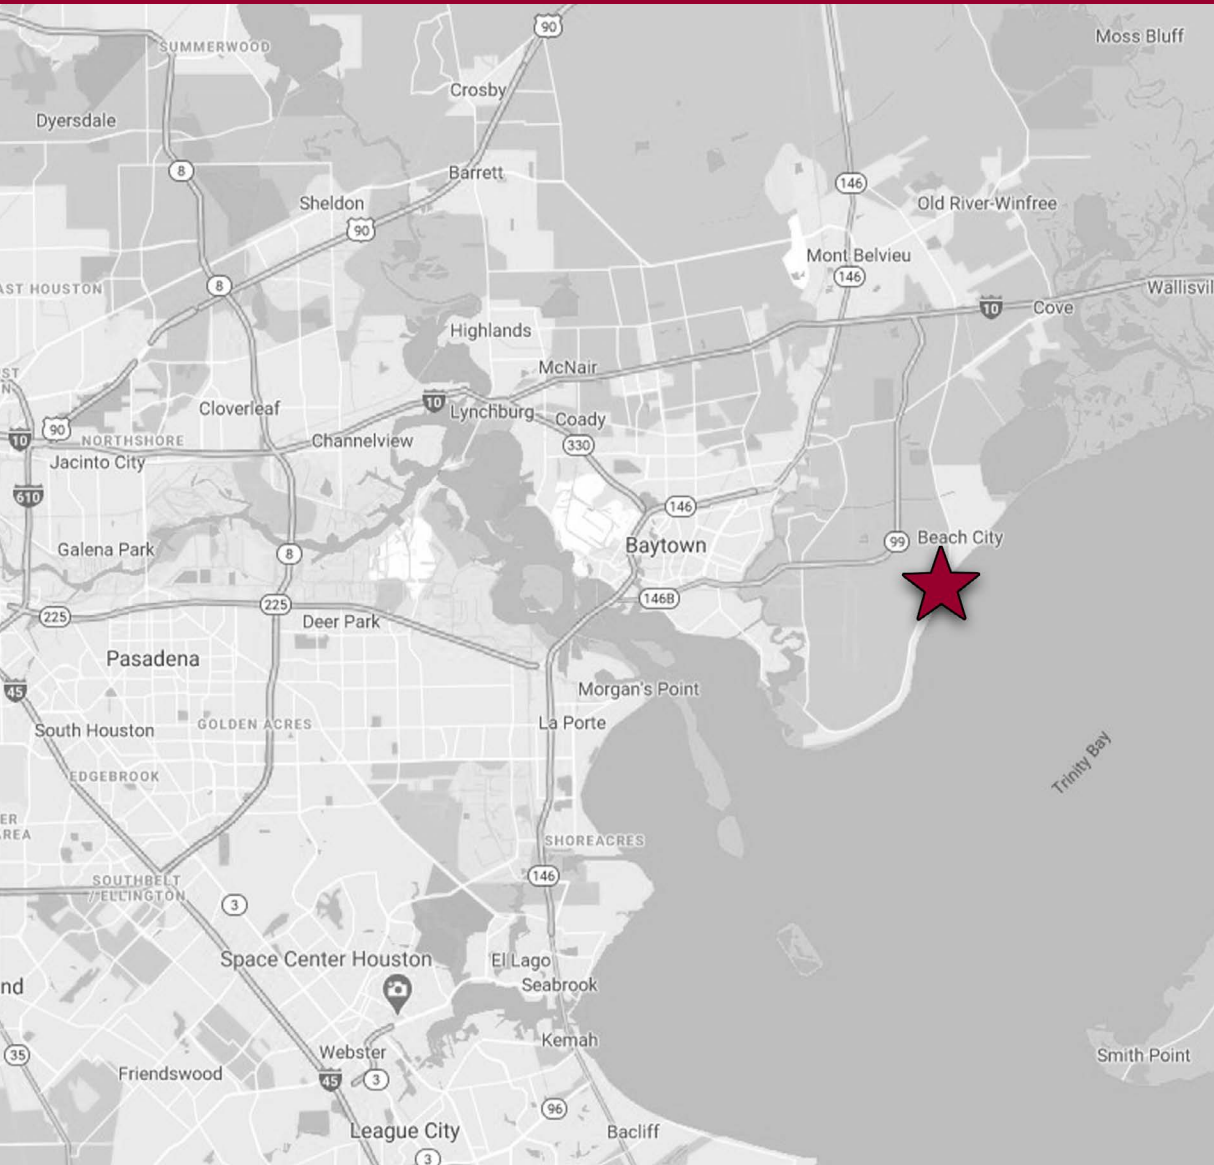 90
Moss Bluff
SUMMERWOOD
Crosby
Dyersdale
8
Barrett
146
Sheldon
Old River-Winfree
90
Mont Belvieu
146
8
AST HOUSTON
Wallisvil
10
Cove
Highlands
McNair
ST
N
Cloverleaf
10
Lynchburg
Coady
90
10
NORTHSHORE
Channelview
330
Jacinto City
610
146
Galena Park
8
Baytown
99
Beach City
225
225
146B
Deer Park
Pasadena
45
Morgan's Point
South Houston
GOLDEN ACRES
La Porte
EDGEBROOK
Trinity Bay
ER
AREA
SHOREACRES
146
SOUTHBELT
/ ELLINGTON
3
Space Center Houston
El Lago
nd
Seabrook
Kemah
35
Webster
Smith Point
Friendswood
45
3
96
League City
Bacliff
3